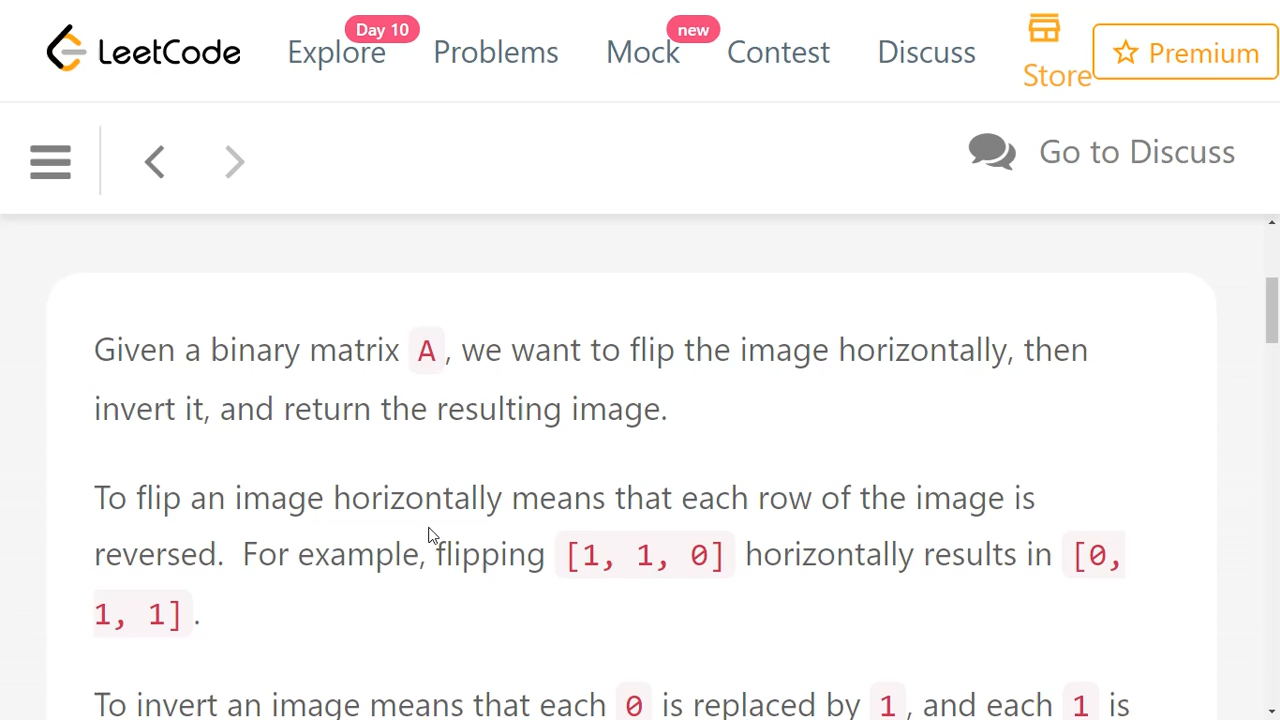 LeetCode
Explore
Day 10
Problems
Mock
new
Contest
Discuss
Store
Premium
Go to Discuss
Given a binary matrix A, we want to flip the image horizontally, then
invert it, and return the resulting image.
To flip an image horizontally means that each row of the image is
reversed.  For example, flipping [1, 1, 0] horizontally results in [0,
1, 1].
To invert an image means that each 0 is replaced by 1, and each 1 is